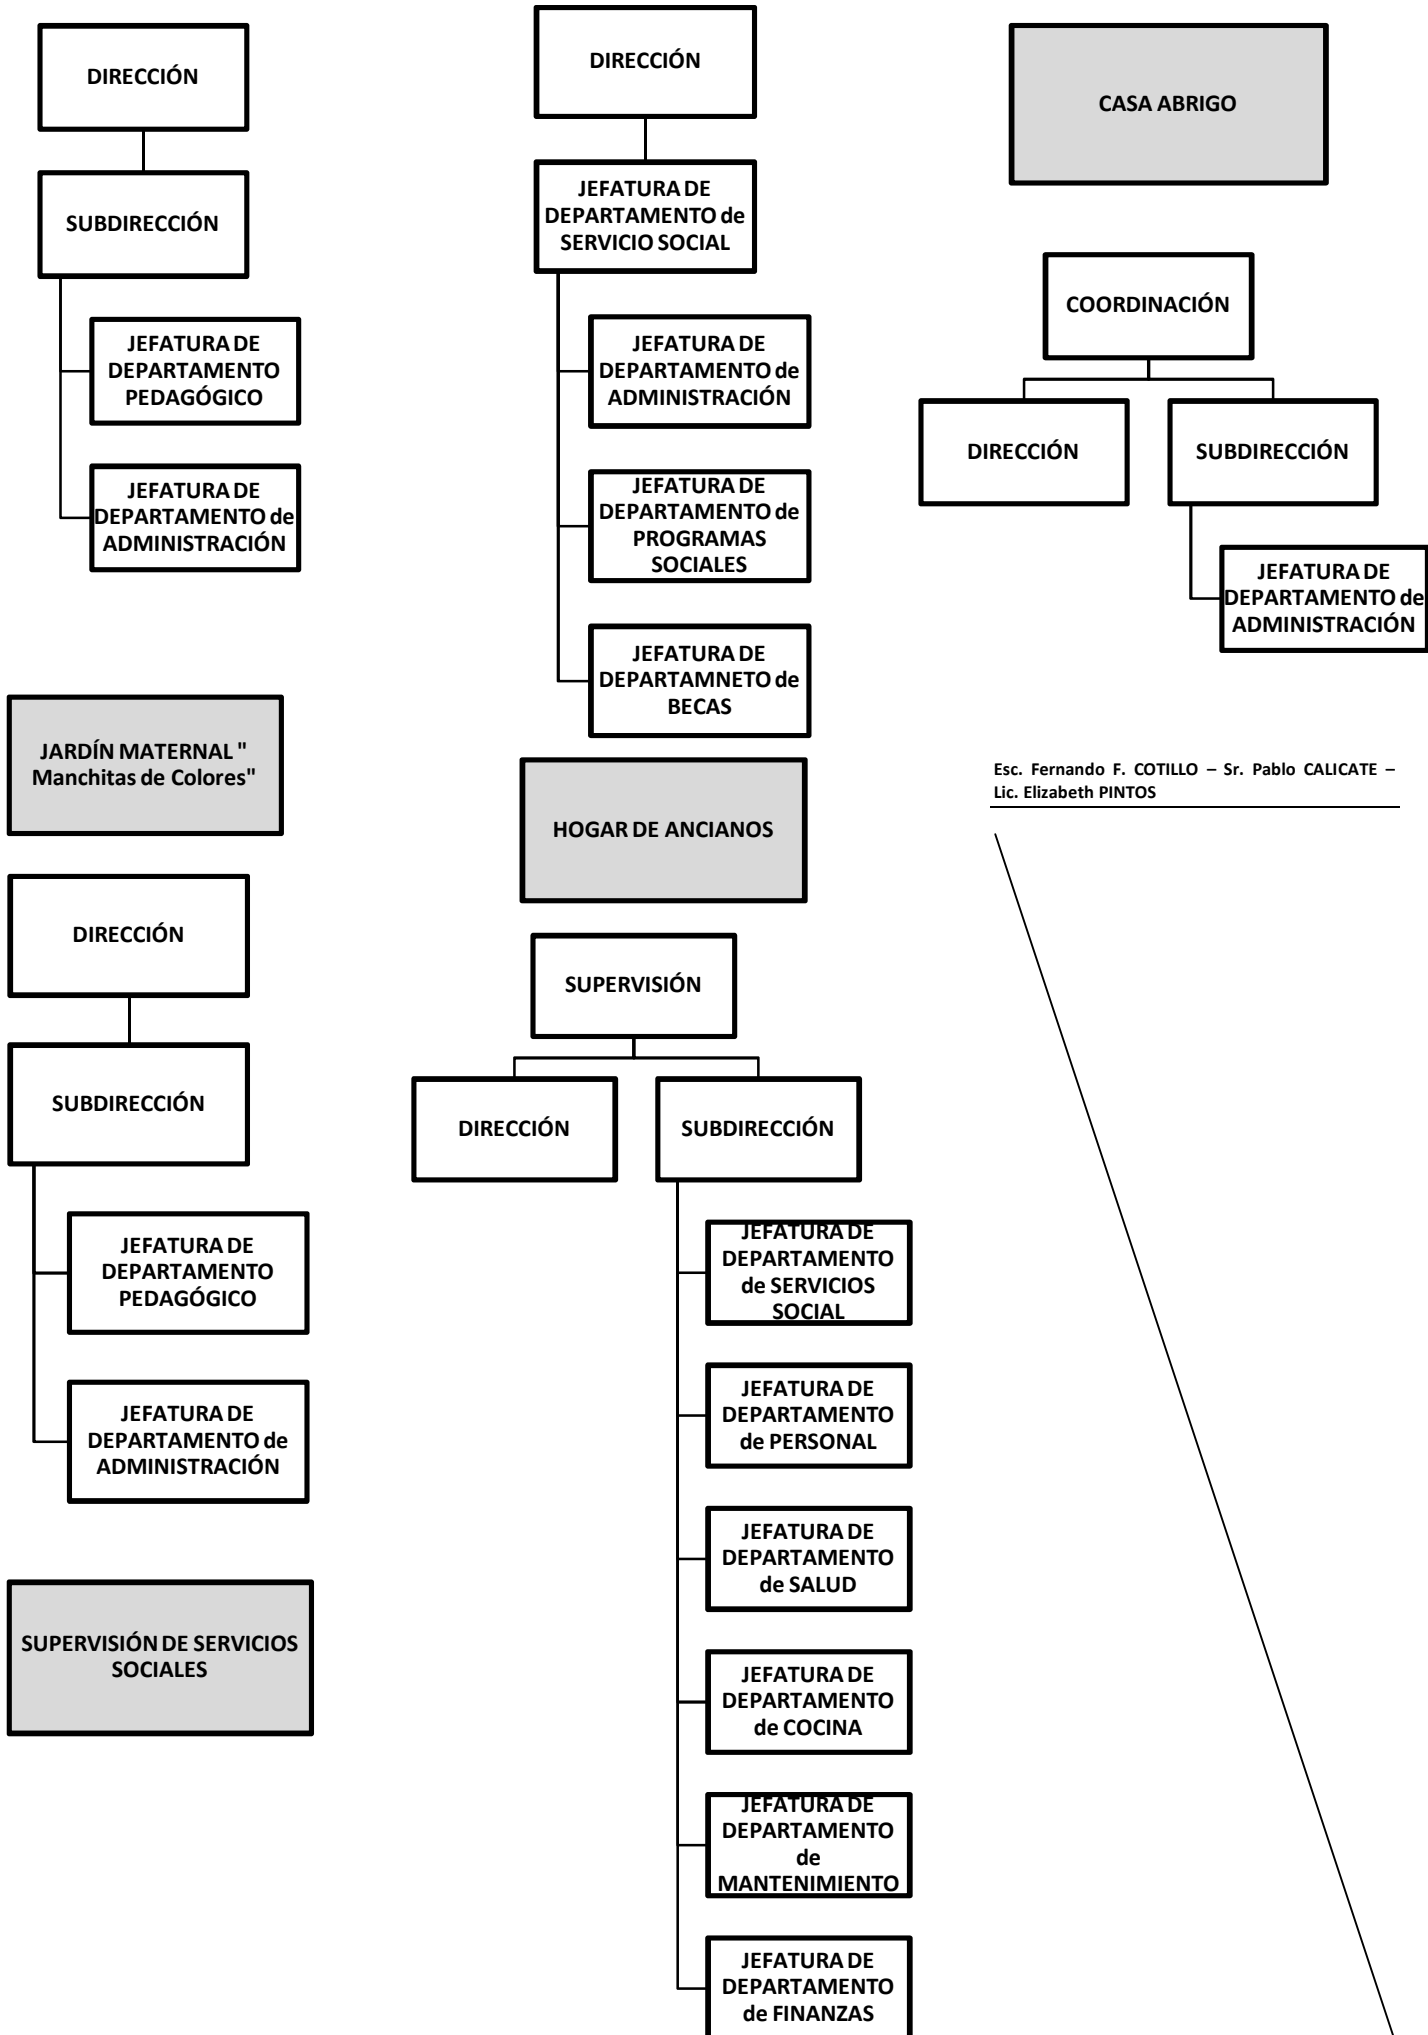 DIRECCIÓN
SUBDIRECCIÓN
JEFATURA DE
DEPARTAMENTO
PEDAGÓGICO
JEFATURA DE
DEPARTAMENTO de
ADMINISTRACIÓN
JARDÍN MATERNAL "
Manchitas de Colores"
DIRECCIÓN
SUBDIRECCIÓN
JEFATURA DE
DEPARTAMENTO
PEDAGÓGICO
JEFATURA DE
DEPARTAMENTO de
ADMINISTRACIÓN
SUPERVISIÓN DE SERVICIOS
SOCIALES
DIRECCIÓN
JEFATURA DE
DEPARTAMENTO de
SERVICIO SOCIAL
JEFATURA DE
DEPARTAMENTO de
ADMINISTRACIÓN
JEFATURA DE
DEPARTAMENTO de
PROGRAMAS
SOCIALES
JEFATURA DE
DEPARTAMNETO de
BECAS
HOGAR DE ANCIANOS
SUPERVISIÓN
DIRECCIÓN
SUBDIRECCIÓN
JEFATURA DE
DEPARTAMENTO
de SERVICIOS
SOCIAL
JEFATURA DE
DEPARTAMENTO
de PERSONAL
JEFATURA DE
DEPARTAMENTO
de SALUD
JEFATURA DE
DEPARTAMENTO
de COCINA
JEFATURA DE
DEPARTAMENTO
de
MANTENIMIENTO
JEFATURA DE
DEPARTAMENTO
de FINANZAS
CASA ABRIGO
COORDINACIÓN
DIRECCIÓN
SUBDIRECCIÓN
JEFATURA DE
DEPARTAMENTO de
ADMINISTRACIÓN
Esc. Fernando F. COTILLO – Sr. Pablo CALICATE –
Lic. Elizabeth PINTOS